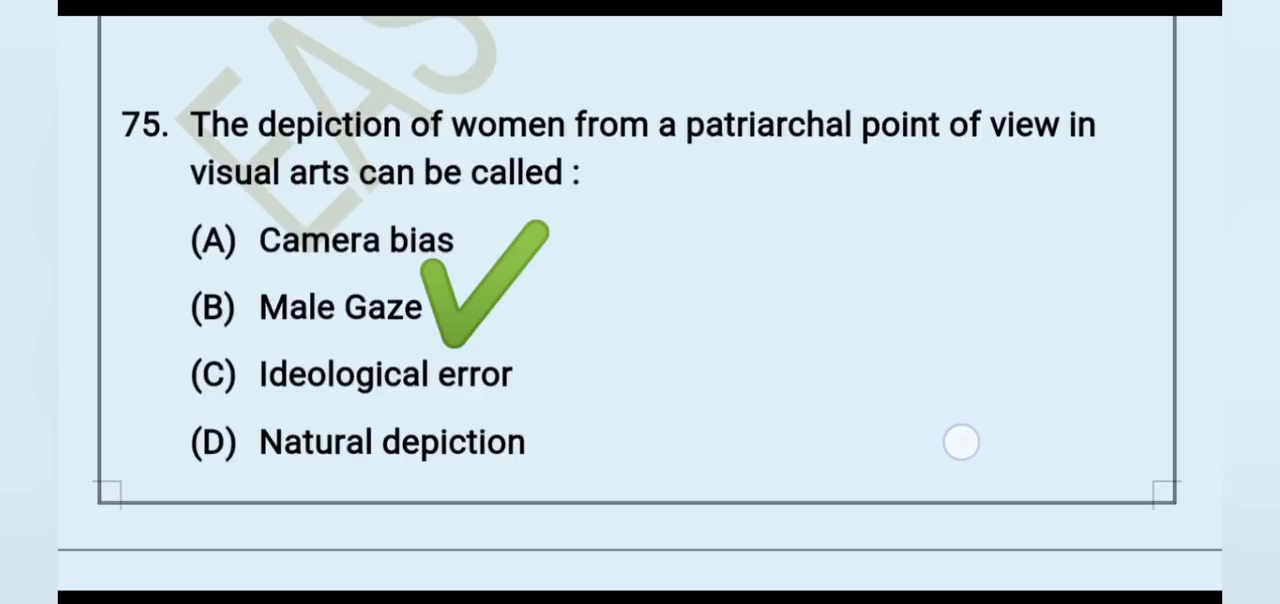 EAS
75. The depiction of women from a patriarchal point of view in
visual arts can be called :
(A) Camera bias
(B) Male Gaze
(C) Ideological error
(D) Natural depiction